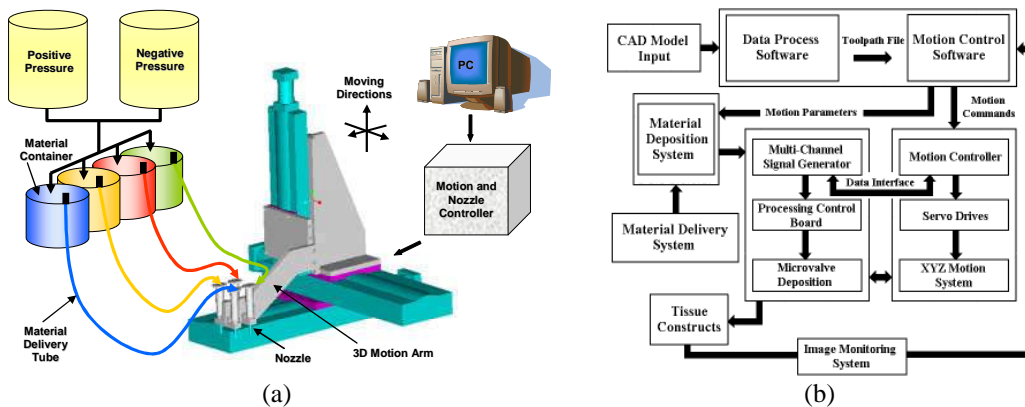 Positive
Pressure
Negative
Pressure
PC
Moving
Directions
Material
Container
Motion and
Nozzle
Controller
Material
Delivery
Tube
Nozzle
3D Motion Arm
(a)
CAD Model
Input
Data Process
Software
Toolpath File
Motion Control
Software
Motion Parameters
Motion
Commands
Material
Deposition
System
Multi-Channel
Signal Generator
Motion Controller
Data Interface
Processing Control
Board
Servo Drives
Material Delivery
System
Microvalve
Deposition
XYZ Motion
System
Tissue
Constructs
Image Monitoring
System
(b)